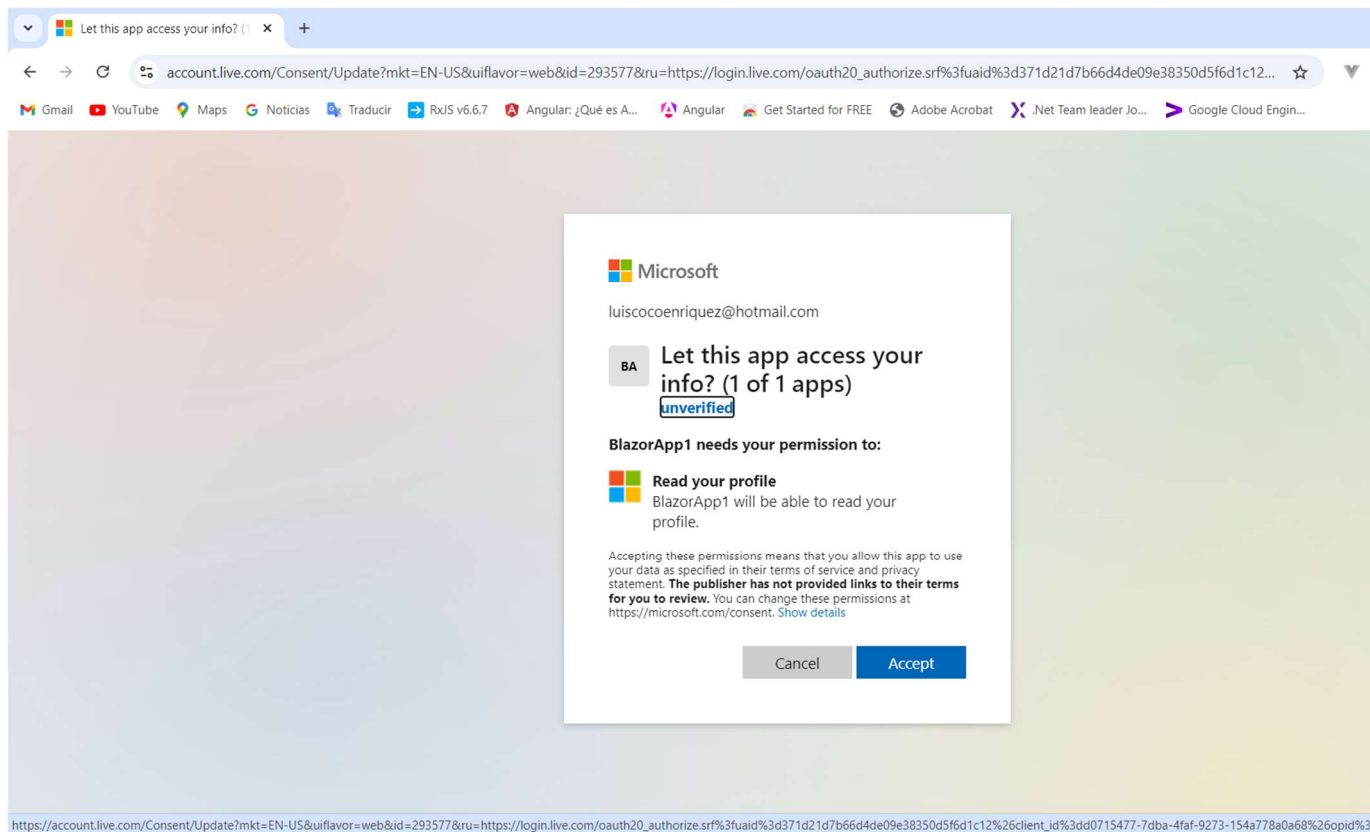 Let this app access your info? (1
account.live.com/Consent/Update?mkt=EN-US&uiflavor=web&id=293577&ru=https://login.live.com/oauth20_authorize.srf%3fuaid%3d371d21d7b66d4de09e38350d5f6d1c12...
Gmail YouTube Maps Noticias Traducir RxJS v6.6.7 Angular: ¿Qué es A... Angular Get Started for FREE Adobe Acrobat .Net Team leader Jo... Google Cloud Engin...
Microsoft
luiscocoenriquez@hotmail.com
BA
Let this app access your
info? (1 of 1 apps)
unverified
BlazorApp1 needs your permission to:
Read your profile
BlazorApp1 will be able to read your
profile.
Accepting these permissions means that you allow this app to use
your data as specified in their terms of service and privacy
statement. The publisher has not provided links to their terms
for you to review. You can change these permissions at
https://microsoft.com/consent. Show details
Cancel Accept
https://account.live.com/Consent/Update?mkt=EN-US&uiflavor=web&id=293577&ru=https://login.live.com/oauth20_authorize.srf%3fuaid%3d371d21d7b66d4de09e38350d5f6d1c12%26client_id%3dd0715477-7dba-4faf-9273-154a778a0a68%26opid%